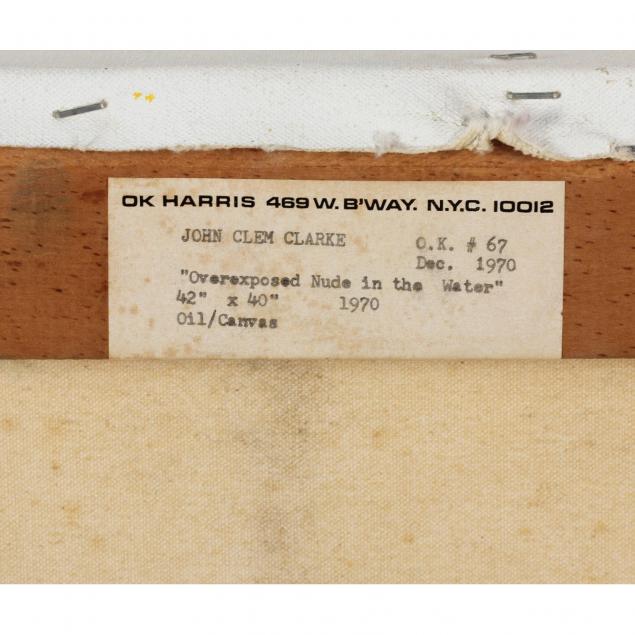 OK HARRIS 469 W. B'WAY. N.Y.C. 10012
JOHN CLEM CLARKE O.K. # 67
Dec. 1970
"Overexposed Nude in the Water"
42" x 40" 1970
Oil/Canvas